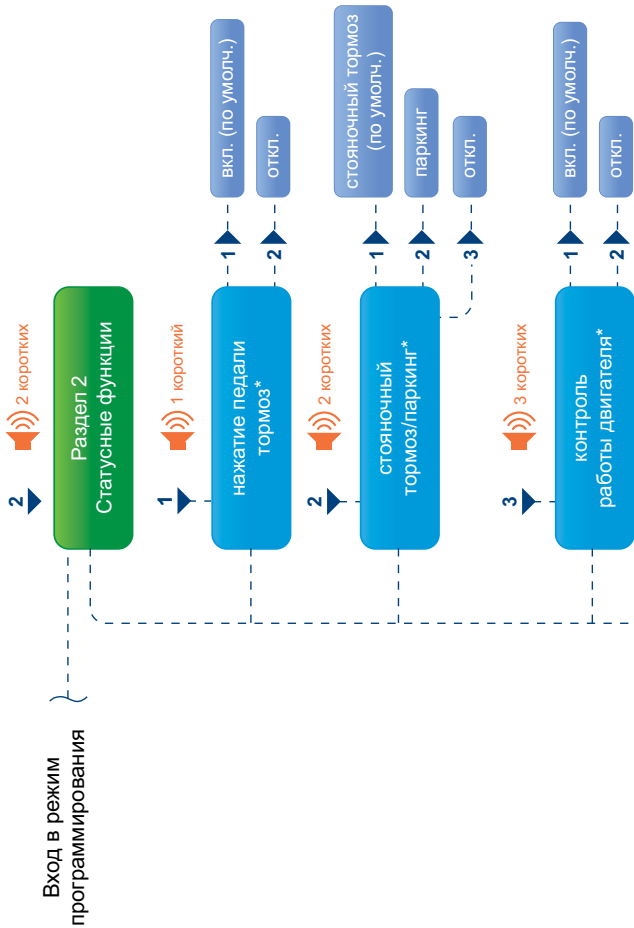 Вход в режим
программирования
2
2 коротких
Раздел 2
Статусные функции
1
1 короткий
нажатие педали
тормоз*
1
вкл. (по умолч.)
2
откл.
2
2 коротких
стояночный
тормоз/паркинг*
1
стояночный тормоз
(по умолч.)
2
паркинг
3
откл.
3
3 коротких
контроль
работы двигателя*
1
вкл. (по умолч.)
2
откл.